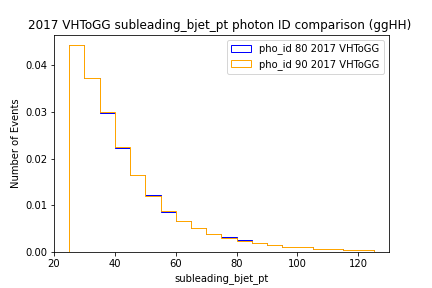 2017 VHToGG subleading_bjet_pt photon ID comparison (ggHH)
pho_id 80 2017 VHToGG
pho_id 90 2017 VHToGG
Number of Events
0.04
0.03
0.02
0.01
0.00
20
40
60
80
100
120
subleading_bjet_pt